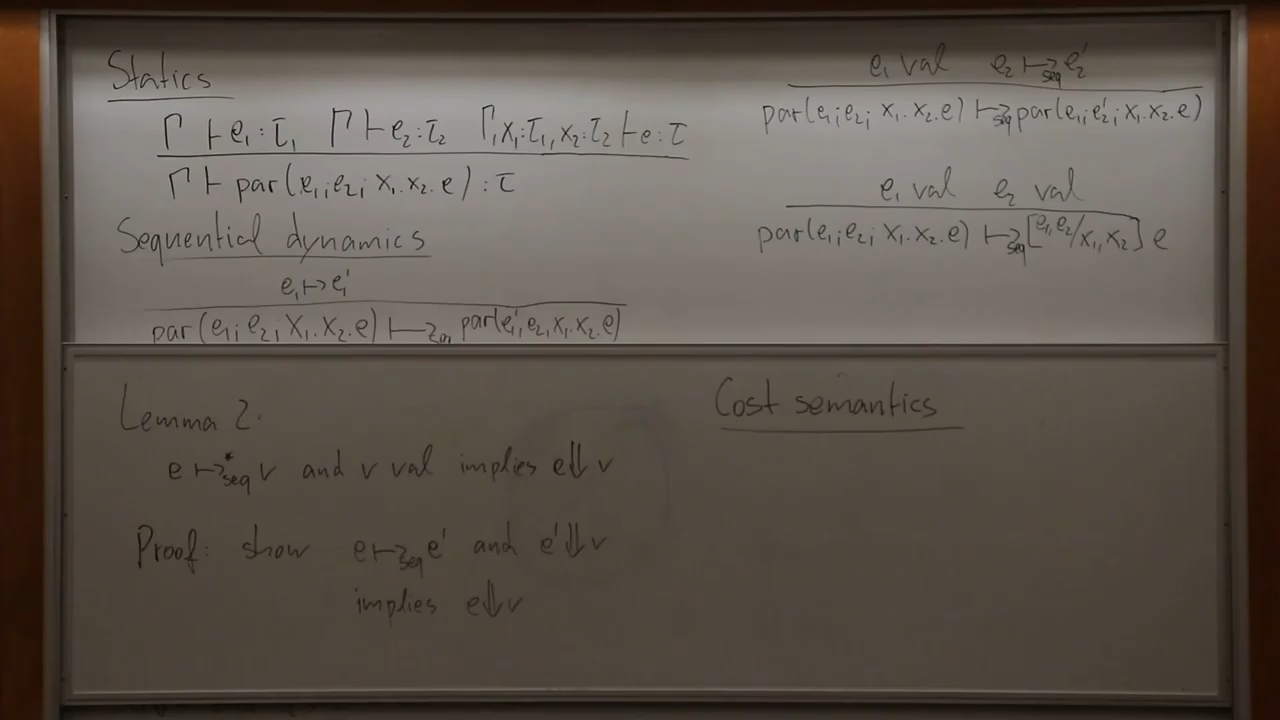 Statics
Γ ⊢ e₁ : τ₁ Γ ⊢ e₂ : τ₂ Γ, x₁:τ₁, x₂:τ₂ ⊢ e : τ
Γ ⊢ par(e₁; e₂; x₁. x₂. e) : τ
Sequential dynamics
e₁ ↦ e₁'
par(e₁; e₂; x₁. x₂. e) ↦ par(e₁'; e₂, x₁. x₂. e)
e₁ val e₂ ↦seq e₂'
par(e₁; e₂; x₁. x₂. e) ↦seq par(e₁; e₂'; x₁. x₂. e)
e₁ val e₂ val
par(e₁; e₂; x₁. x₂. e) ↦seq [e₁, e₂/x₁, x₂] e
Lemma 2.
e ↦*seq v and v val implies e⇓v
Proof: show e ↦seq e' and e'⇓v
implies e⇓v
Cost semantics